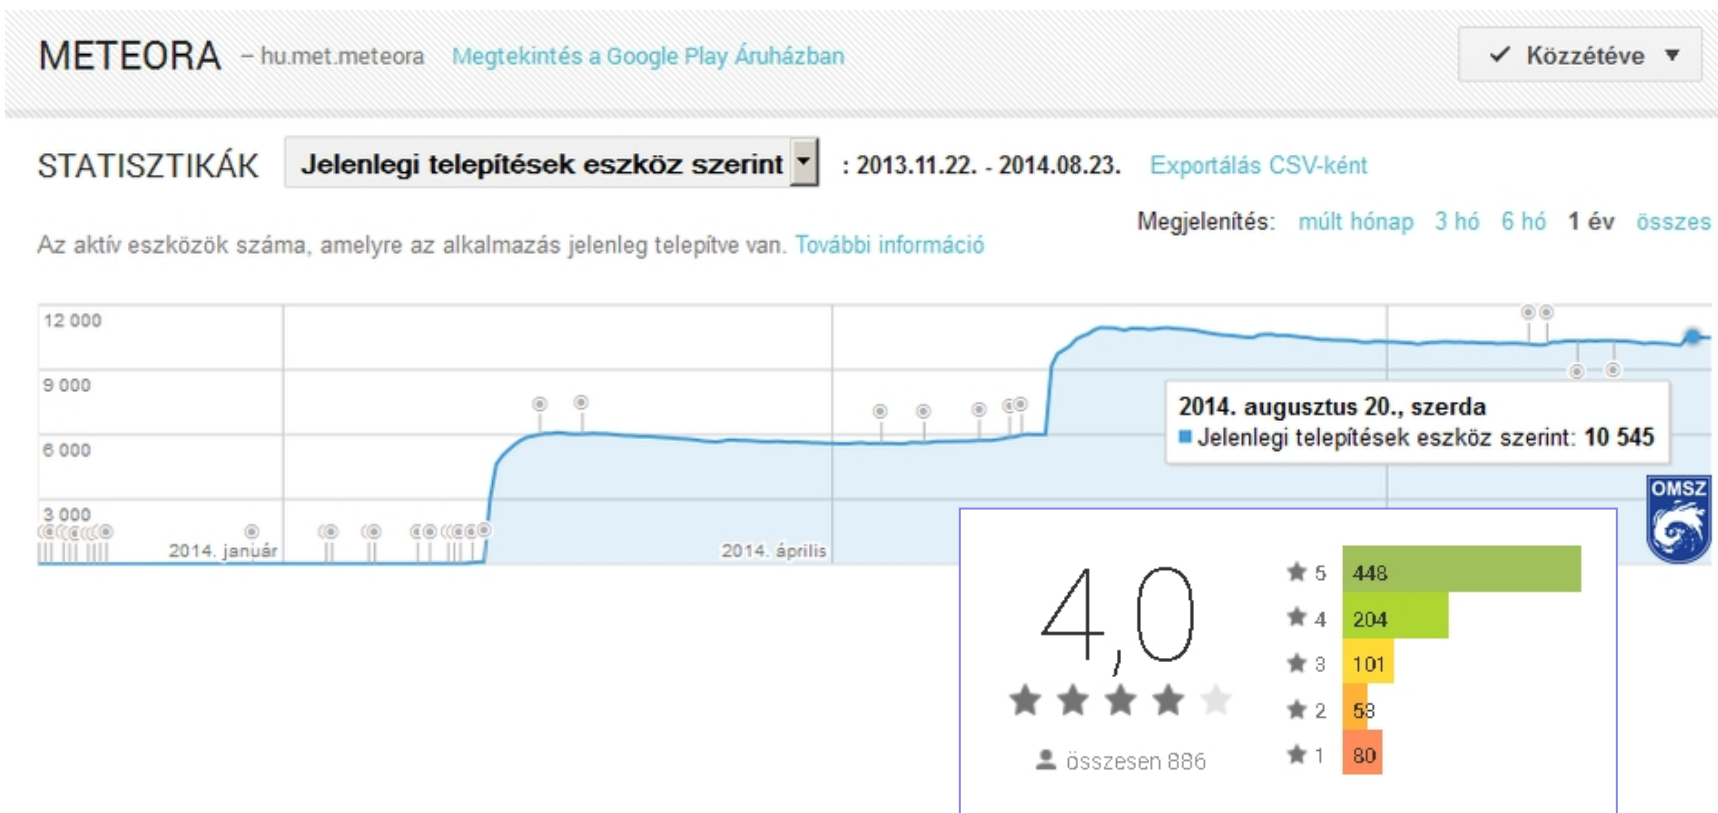 METEORA – hu.met.meteora Megtekintés a Google Play Áruházban
Közzétéve
STATISZTIKÁK Jelenlegi telepítések eszköz szerint : 2013.11.22. - 2014.08.23. Exportálás CSV-ként
Megjelenítés: múlt hónap 3 hó 6 hó 1 év összes
Az aktív eszközök száma, amelyre az alkalmazás jelenleg telepítve van. További információ
12 000
9 000
6 000
3 000
2014. január
2014. április
2014. augusztus 20., szerda
Jelenlegi telepítések eszköz szerint: 10 545
OMSZ
4,0
összesen 886
5 448
4 204
3 101
2 53
1 80